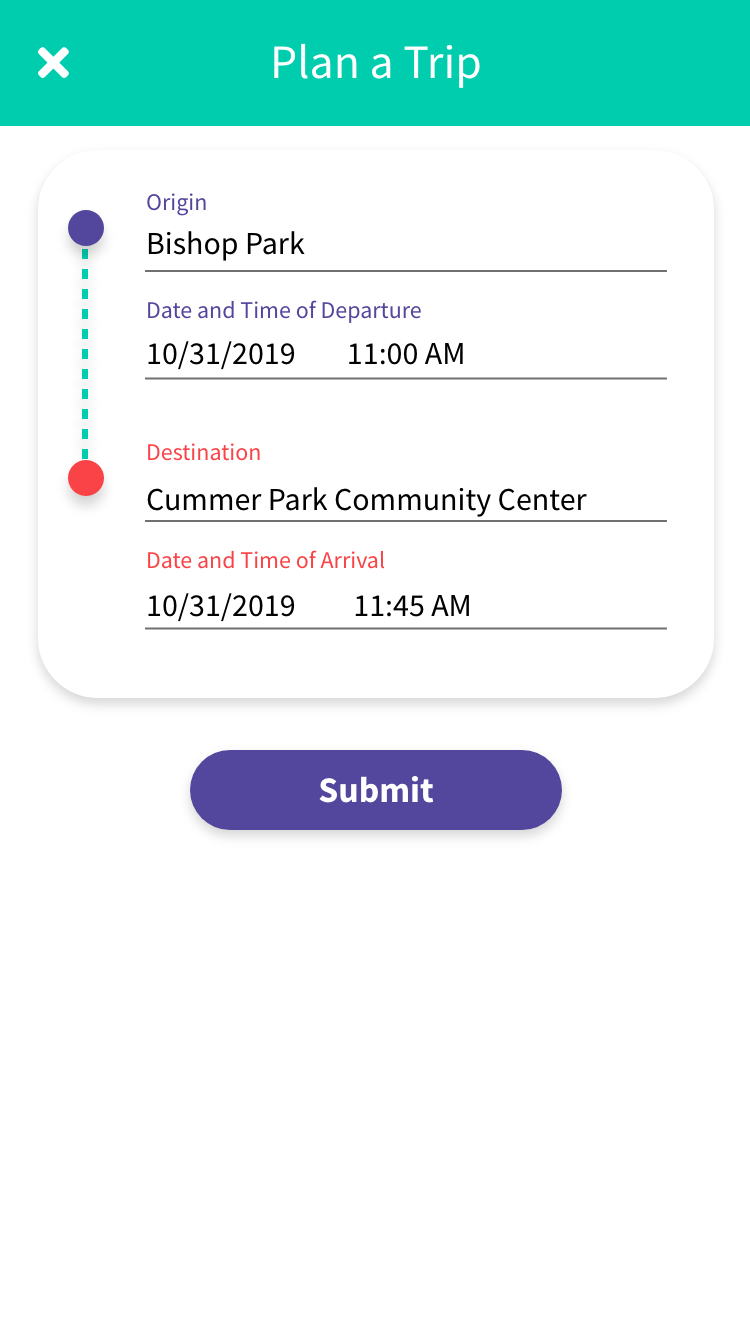 Plan a Trip
Origin
Bishop Park
Date and Time of Departure
10/31/2019 11:00 AM
Destination
Cummer Park Community Center
Date and Time of Arrival
10/31/2019 11:45 AM
Submit